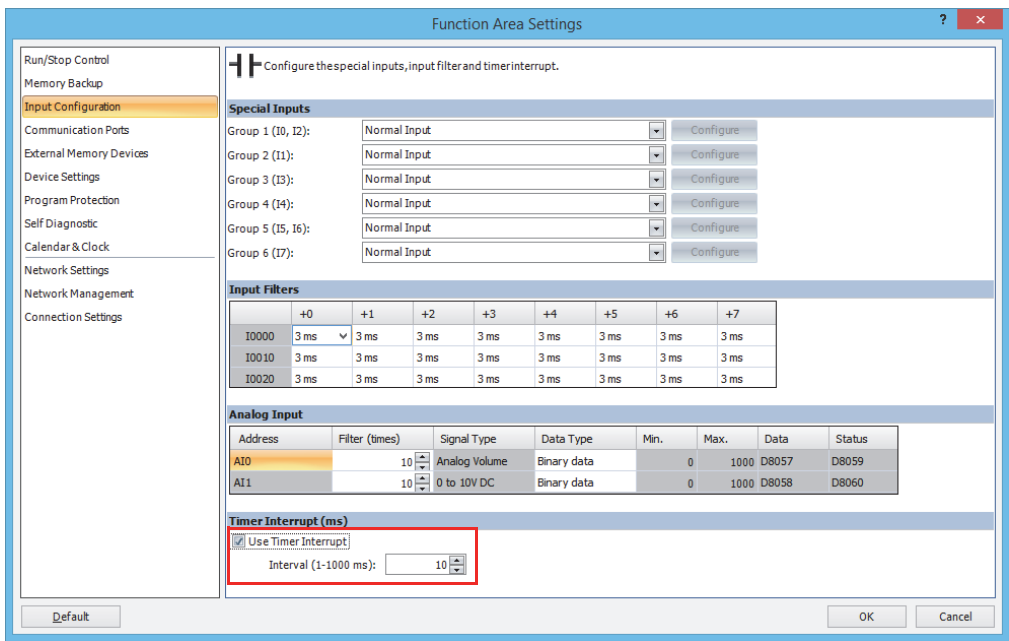 Function Area Settings
? ×
Run/Stop Control
Memory Backup
Input Configuration
Communication Ports
External Memory Devices
Device Settings
Program Protection
Self Diagnostic
Calendar & Clock
Network Settings
Network Management
Connection Settings
Configure the special inputs, input filter and timer interrupt.
Special Inputs
Group 1 (I0, I2): Normal Input Configure
Group 2 (I1): Normal Input Configure
Group 3 (I3): Normal Input Configure
Group 4 (I4): Normal Input Configure
Group 5 (I5, I6): Normal Input Configure
Group 6 (I7): Normal Input Configure
Input Filters
+0 +1 +2 +3 +4 +5 +6 +7
I0000 3 ms 3 ms 3 ms 3 ms 3 ms 3 ms 3 ms 3 ms
I0010 3 ms 3 ms 3 ms 3 ms 3 ms 3 ms 3 ms 3 ms
I0020 3 ms 3 ms 3 ms 3 ms 3 ms 3 ms 3 ms 3 ms
Analog Input
Address Filter (times) Signal Type Data Type Min. Max. Data Status
AI0 10 Analog Volume Binary data 0 1000 D8057 D8059
AI1 10 0 to 10V DC Binary data 0 1000 D8058 D8060
Timer Interrupt (ms)
Use Timer Interrupt
Interval (1-1000 ms): 10
Default OK Cancel